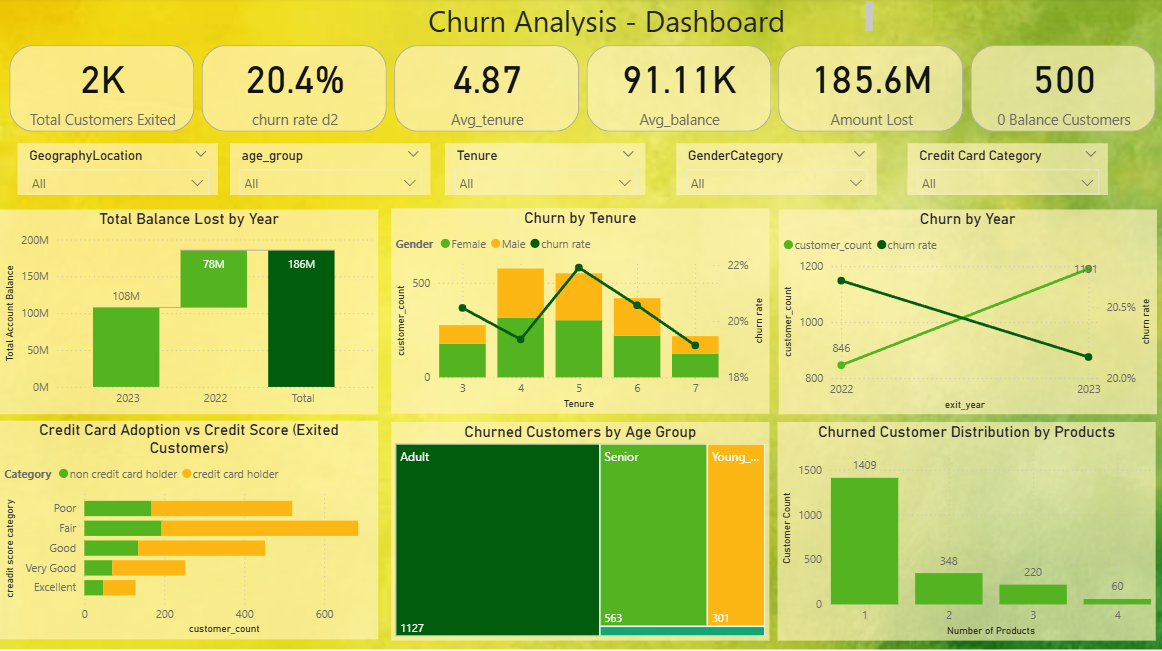 Churn Analysis - Dashboard
2K
Total Customers Exited
20.4%
churn rate d2
4.87
Avg_tenure
91.11K
Avg_balance
185.6M
Amount Lost
500
0 Balance Customers
GeographyLocation
All
age_group
All
Tenure
All
GenderCategory
All
Credit Card Category
All
Total Balance Lost by Year
Total Account Balance
200M
150M
100M
50M
0M
108M
78M
186M
2023
2022
Total
Churn by Tenure
Gender Female Male churn rate
customer_count
500
0
22%
20%
18%
churn rate
3
4
5
6
7
Tenure
Churn by Year
customer_count churn rate
customer_count
1200
1000
800
846
1191
20.5%
20.0%
churn rate
2022
2023
exit_year
Credit Card Adoption vs Credit Score (Exited
Customers)
Category non credit card holder credit card holder
creadit score category
Poor
Fair
Good
Very Good
Excellent
0
200
400
600
customer_count
Churned Customers by Age Group
Adult
1127
Senior
563
Young_...
301
Churned Customer Distribution by Products
Customer Count
1500
1000
500
0
1409
348
220
60
1
2
3
4
Number of Products